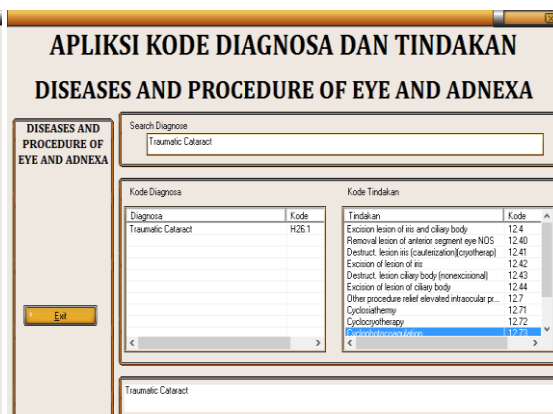 APLIKSI KODE DIAGNOSA DAN TINDAKAN
DISEASES AND PROCEDURE OF EYE AND ADNEXA
DISEASES AND
PROCEDURE OF
EYE AND ADNEXA
Exit
Search Diagnose
Traumatic Cataract
Kode Diagnosa
Diagnosa Kode
Traumatic Cataract H26.1
Kode Tindakan
Tindakan Kode
Excision lesion of iris and ciliary body 12.4
Removal lesion of anterior segment eye NOS 12.40
Destruct. lesion iris (cauterization)(cryotherap) 12.41
Excision of lesion of iris 12.42
Destruct. lesion ciliary body (nonexcisional) 12.43
Excision of lesion of ciliary body 12.44
Other procedure relief elevated intraocular pr... 12.7
Cyclosiathermy 12.71
Cyclocryotherapy 12.72
Cyclophotocoagulation 12.73
Traumatic Cataract